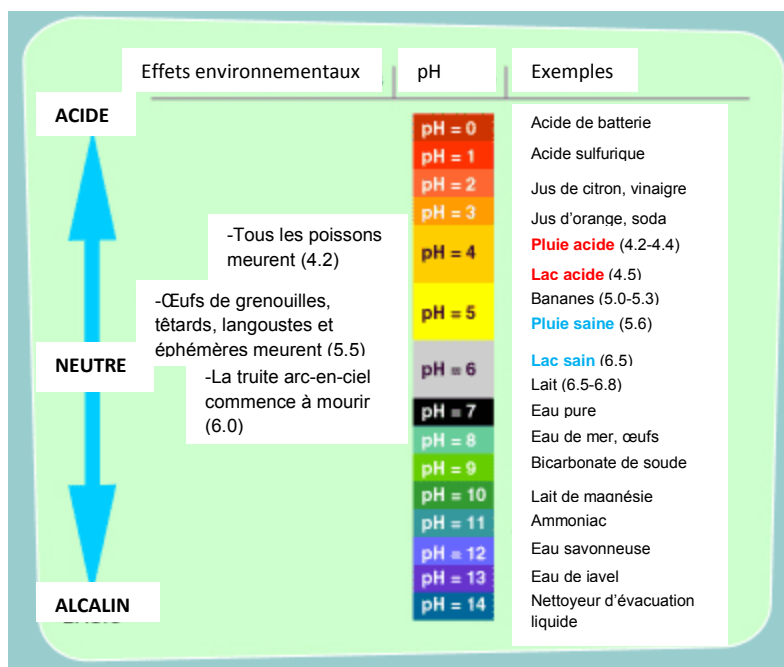 Effets environnementaux pH Exemples
ACIDE
pH = 0 Acide de batterie
pH = 1 Acide sulfurique
pH = 2 Jus de citron, vinaigre
pH = 3 Jus d'orange, soda
-Tous les poissons
meurent (4.2)
pH = 4
Pluie acide (4.2-4.4)
Lac acide (4.5)
-Œufs de grenouilles,
têtards, langoustes et
éphémères meurent (5.5)
pH = 5
Bananes (5.0-5.3)
Pluie saine (5.6)
NEUTRE
-La truite arc-en-ciel
commence à mourir
(6.0)
pH = 6
Lac sain (6.5)
Lait (6.5-6.8)
pH = 7 Eau pure
pH = 8 Eau de mer, œufs
pH = 9 Bicarbonate de soude
pH = 10 Lait de magnésie
pH = 11 Ammoniac
pH = 12 Eau savonneuse
pH = 13 Eau de javel
pH = 14 Nettoyeur d'évacuation
liquide
ALCALIN